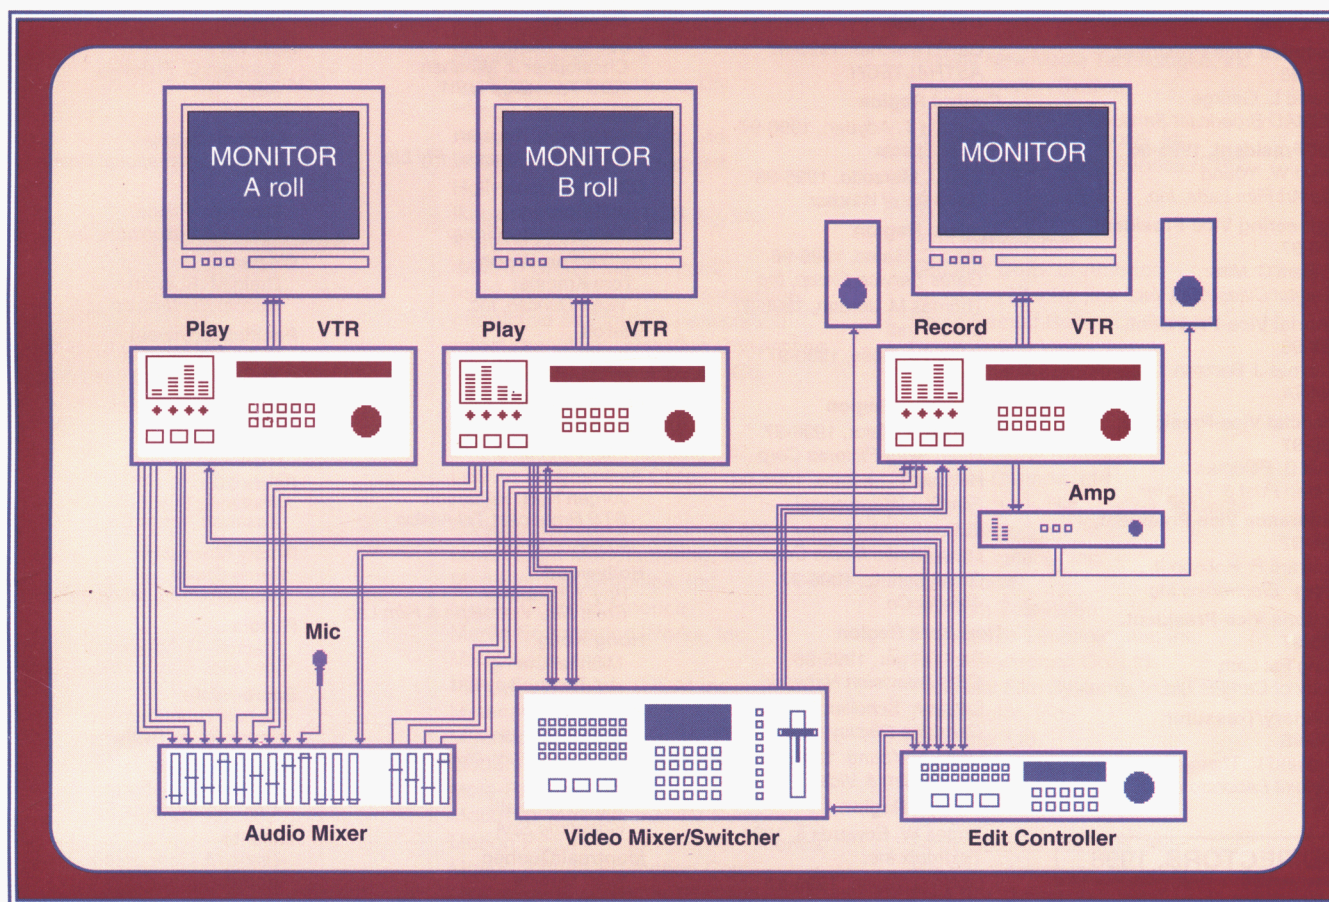 MONITOR
A roll
MONITOR
B roll
MONITOR
Play VTR
Play VTR
Record VTR
Amp
Mic
Audio Mixer
Video Mixer/Switcher
Edit Controller